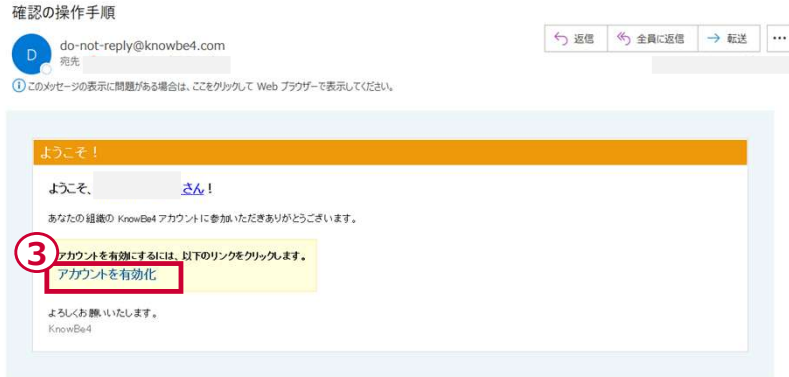 確認の操作手順
D
do-not-reply@knowbe4.com
宛先
返信
全員に返信
転送
このメッセージの表示に問題がある場合は、ここをクリックして Web ブラウザーで表示してください。
ようこそ！
ようこそ、 さん！
あなたの組織の KnowBe4 アカウントに参加いただきありがとうございます。
③
アカウントを有効にするには、以下のリンクをクリックします。
アカウントを有効化
よろしくお願いいたします。
KnowBe4